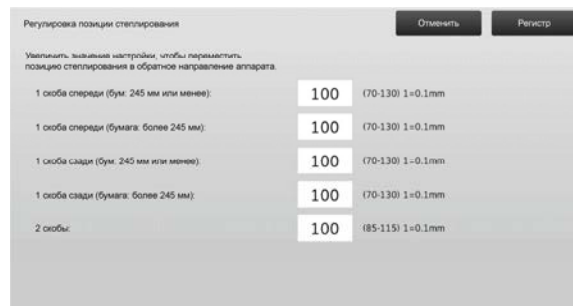 Регулировка позиции степлирования
Отменить
Регистр
Увеличить значение настройки, чтобы переместить
позицию степлирования в обратное направление аппарата.
1 скоба спереди (бум: 245 мм или менее):
100
(70-130) 1=0.1mm
1 скоба спереди (бумага: более 245 мм):
100
(70-130) 1=0.1mm
1 скоба сзади (бум: 245 мм или менее):
100
(70-130) 1=0.1mm
1 скоба сзади (бумага: более 245 мм):
100
(70-130) 1=0.1mm
2 скобы:
100
(85-115) 1=0.1mm